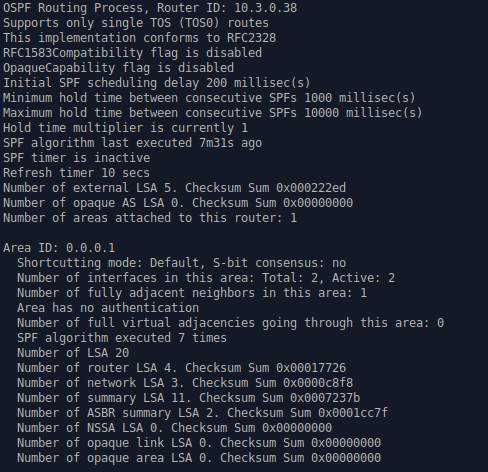 OSPF Routing Process, Router ID: 10.3.0.38
Supports only single TOS (TOS0) routes
This implementation conforms to RFC2328
RFC1583Compatibility flag is disabled
OpaqueCapability flag is disabled
Initial SPF scheduling delay 200 millisec(s)
Minimum hold time between consecutive SPFs 1000 millisec(s)
Maximum hold time between consecutive SPFs 10000 millisec(s)
Hold time multiplier is currently 1
SPF algorithm last executed 7m31s ago
SPF timer is inactive
Refresh timer 10 secs
Number of external LSA 5. Checksum Sum 0x000222ed
Number of opaque AS LSA 0. Checksum Sum 0x00000000
Number of areas attached to this router: 1

Area ID: 0.0.0.1
  Shortcutting mode: Default, S-bit consensus: no
  Number of interfaces in this area: Total: 2, Active: 2
  Number of fully adjacent neighbors in this area: 1
  Area has no authentication
  Number of full virtual adjacencies going through this area: 0
  SPF algorithm executed 7 times
  Number of LSA 20
  Number of router LSA 4. Checksum Sum 0x00017726
  Number of network LSA 3. Checksum Sum 0x0000c8f8
  Number of summary LSA 11. Checksum Sum 0x0007237b
  Number of ASBR summary LSA 2. Checksum Sum 0x0001cc7f
  Number of NSSA LSA 0. Checksum Sum 0x00000000
  Number of opaque link LSA 0. Checksum Sum 0x00000000
  Number of opaque area LSA 0. Checksum Sum 0x00000000